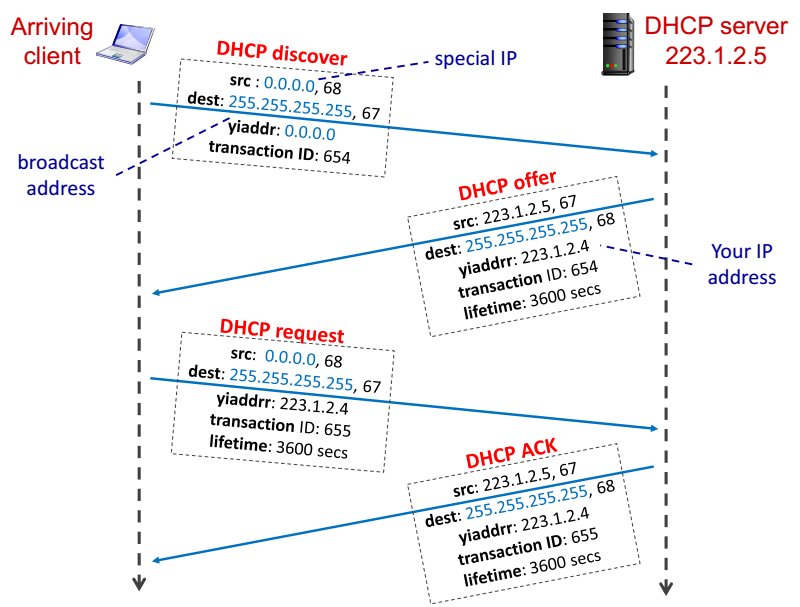 Arriving
client
DHCP server
223.1.2.5
DHCP discover
special IP
src : 0.0.0.0, 68
dest: 255.255.255.255, 67
yiaddr: 0.0.0.0
transaction ID: 654
broadcast
address
DHCP offer
src: 223.1.2.5, 67
dest: 255.255.255.255, 68
yiaddrr: 223.1.2.4
transaction ID: 654
lifetime: 3600 secs
Your IP
address
DHCP request
src: 0.0.0.0, 68
dest: 255.255.255.255, 67
yiaddrr: 223.1.2.4
transaction ID: 655
lifetime: 3600 secs
DHCP ACK
src: 223.1.2.5, 67
dest: 255.255.255.255, 68
yiaddrr: 223.1.2.4
transaction ID: 655
lifetime: 3600 secs